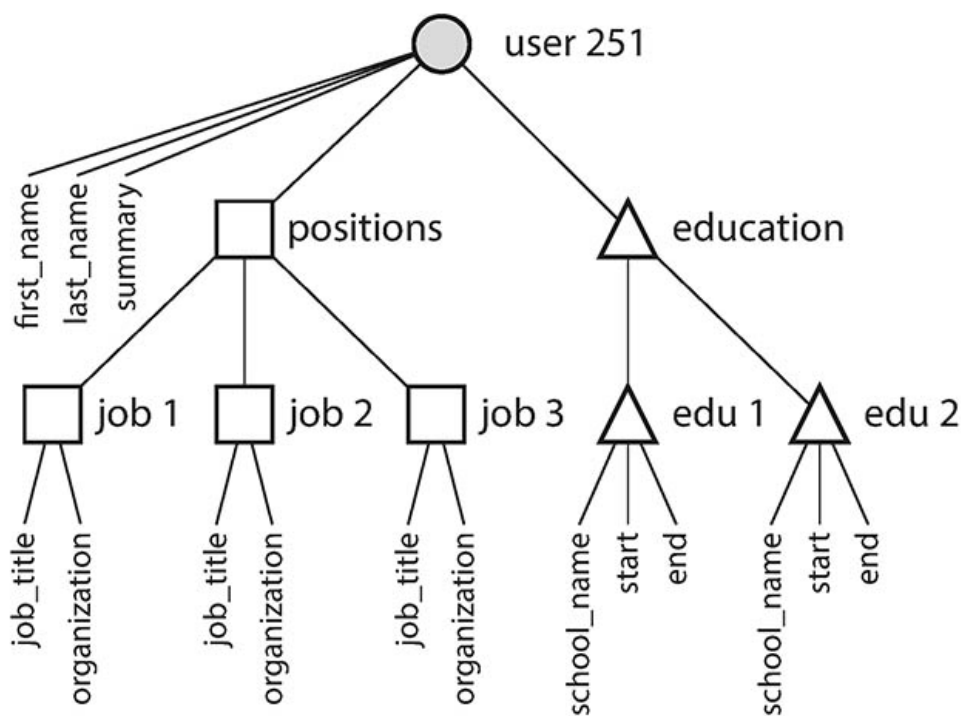 user 251
first_name
last_name
summary
positions
education
job 1
job 2
job 3
edu 1
edu 2
job_title
organization
job_title
organization
job_title
organization
school_name
start
end
school_name
start
end